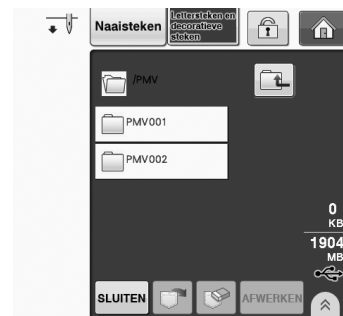 Naaisteken
Lettersteken en
decoratieve
steken
/PMV
PMV001
PMV002
0
KB
1904
MB
SLUITEN
AFWERKEN